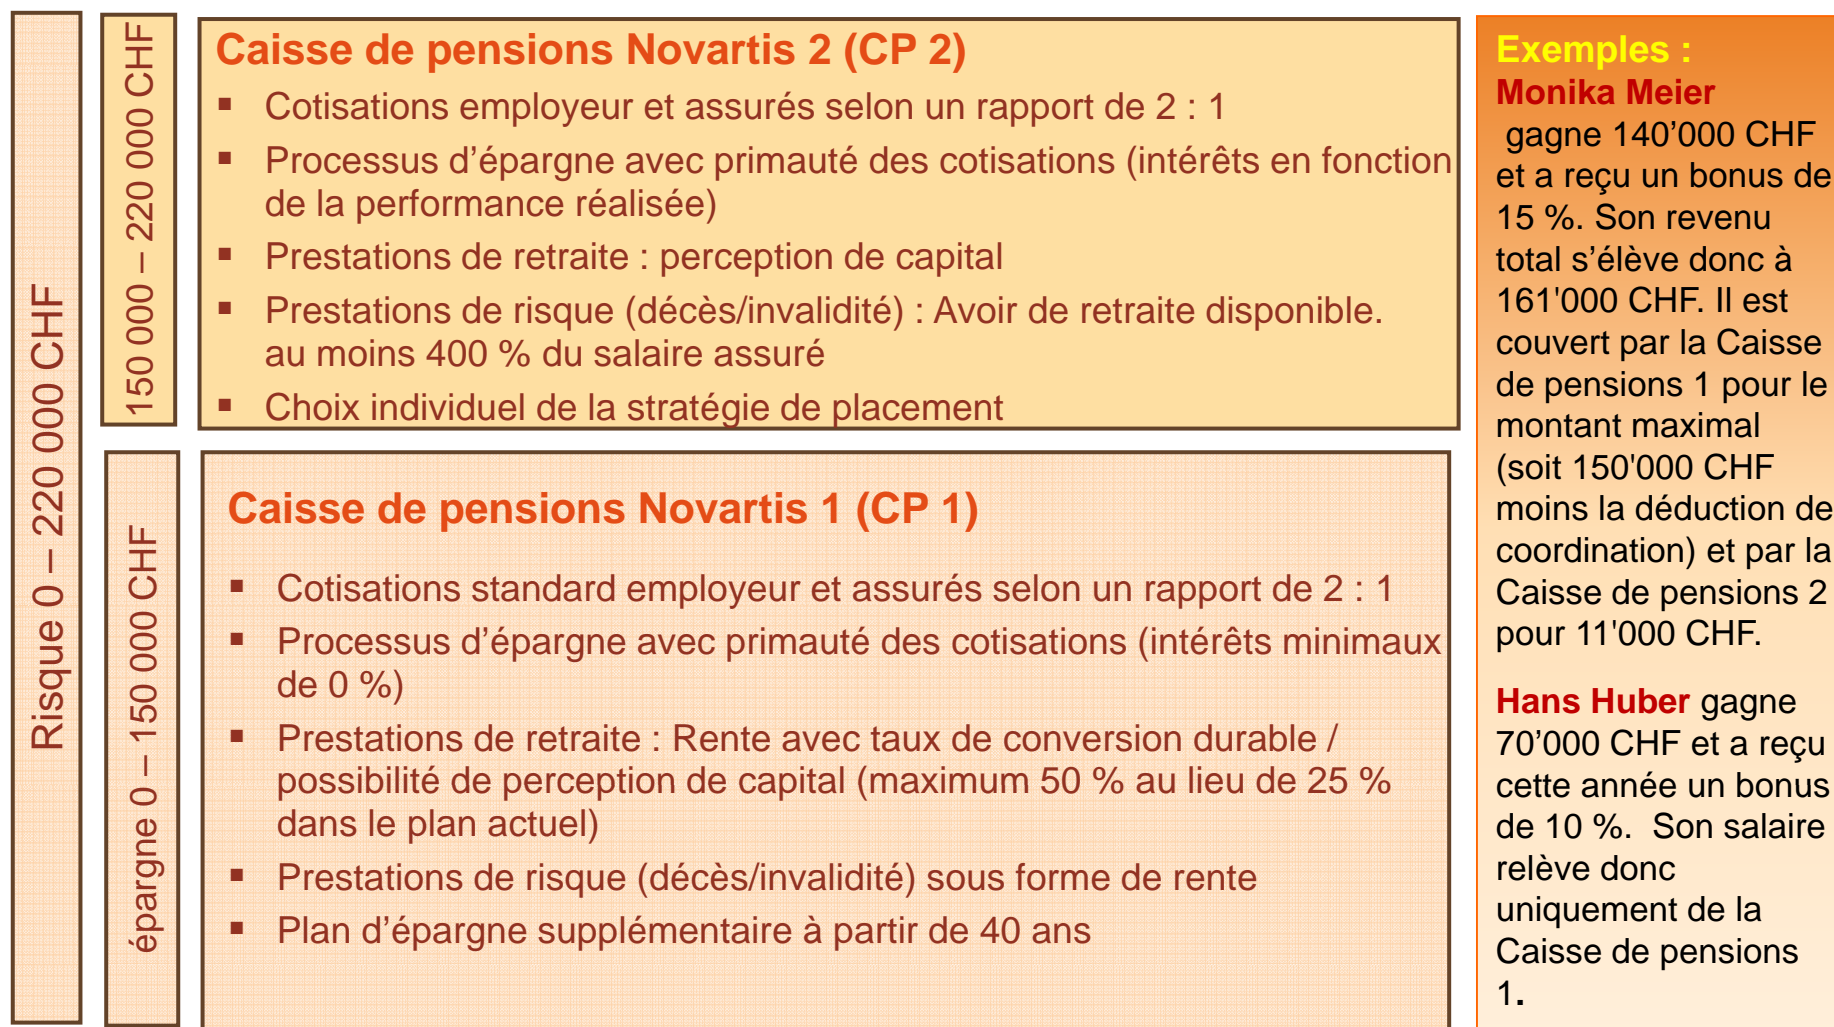 Risque 0 – 220 000 CHF
150 000 – 220 000 CHF
Caisse de pensions Novartis 2 (CP 2)
▪ Cotisations employeur et assurés selon un rapport de 2 : 1
▪ Processus d’épargne avec primauté des cotisations (intérêts en fonction
de la performance réalisée)
▪ Prestations de retraite : perception de capital
▪ Prestations de risque (décès/invalidité) : Avoir de retraite disponible.
au moins 400 % du salaire assuré
▪ Choix individuel de la stratégie de placement
épargne 0 – 150 000 CHF
Caisse de pensions Novartis 1 (CP 1)
▪ Cotisations standard employeur et assurés selon un rapport de 2 : 1
▪ Processus d’épargne avec primauté des cotisations (intérêts minimaux
de 0 %)
▪ Prestations de retraite : Rente avec taux de conversion durable /
possibilité de perception de capital (maximum 50 % au lieu de 25 %
dans le plan actuel)
▪ Prestations de risque (décès/invalidité) sous forme de rente
▪ Plan d’épargne supplémentaire à partir de 40 ans
Exemples :
Monika Meier
gagne 140’000 CHF
et a reçu un bonus de
15 %. Son revenu
total s’élève donc à
161'000 CHF. Il est
couvert par la Caisse
de pensions 1 pour le
montant maximal
(soit 150'000 CHF
moins la déduction de
coordination) et par la
Caisse de pensions 2
pour 11'000 CHF.
Hans Huber gagne
70’000 CHF et a reçu
cette année un bonus
de 10 %. Son salaire
relève donc
uniquement de la
Caisse de pensions
1.